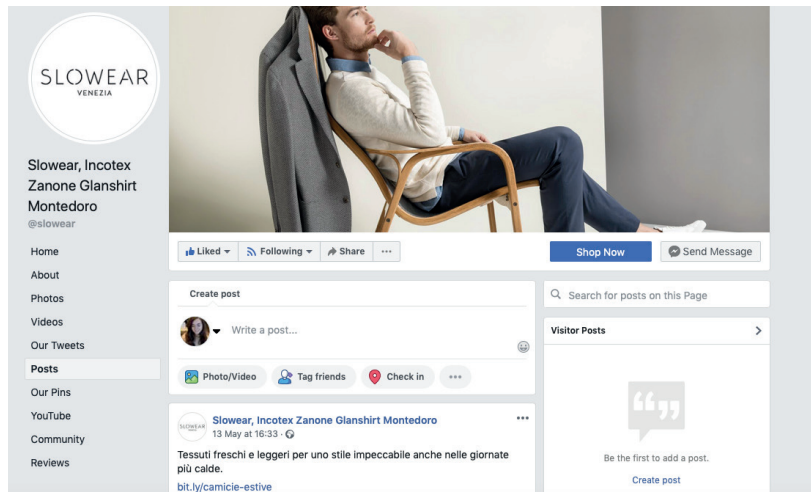 SLOWEAR
VENEZIA
Slowear, Incotex
Zanone Glanshirt
Montedoro
@slowear
Home
About
Photos
Videos
Our Tweets
Posts
Our Pins
YouTube
Community
Reviews
Liked
Following
Share
Shop Now
Send Message
Create post
Write a post...
Photo/Video
Tag friends
Check in
SLOWEAR
Slowear, Incotex Zanone Glanshirt Montedoro
13 May at 16:33 ·
Tessuti freschi e leggeri per uno stile impeccabile anche nelle giornate
più calde.
bit.ly/camicie-estive
Search for posts on this Page
Visitor Posts
Be the first to add a post.
Create post